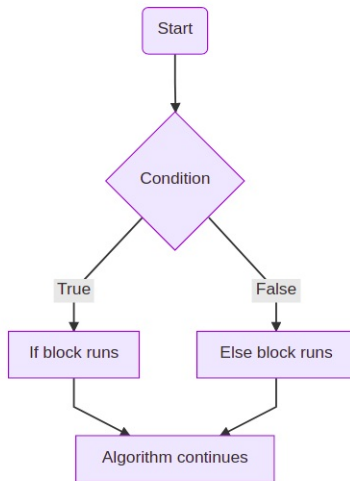 Start
Condition
True
False
If block runs
Else block runs
Algorithm continues